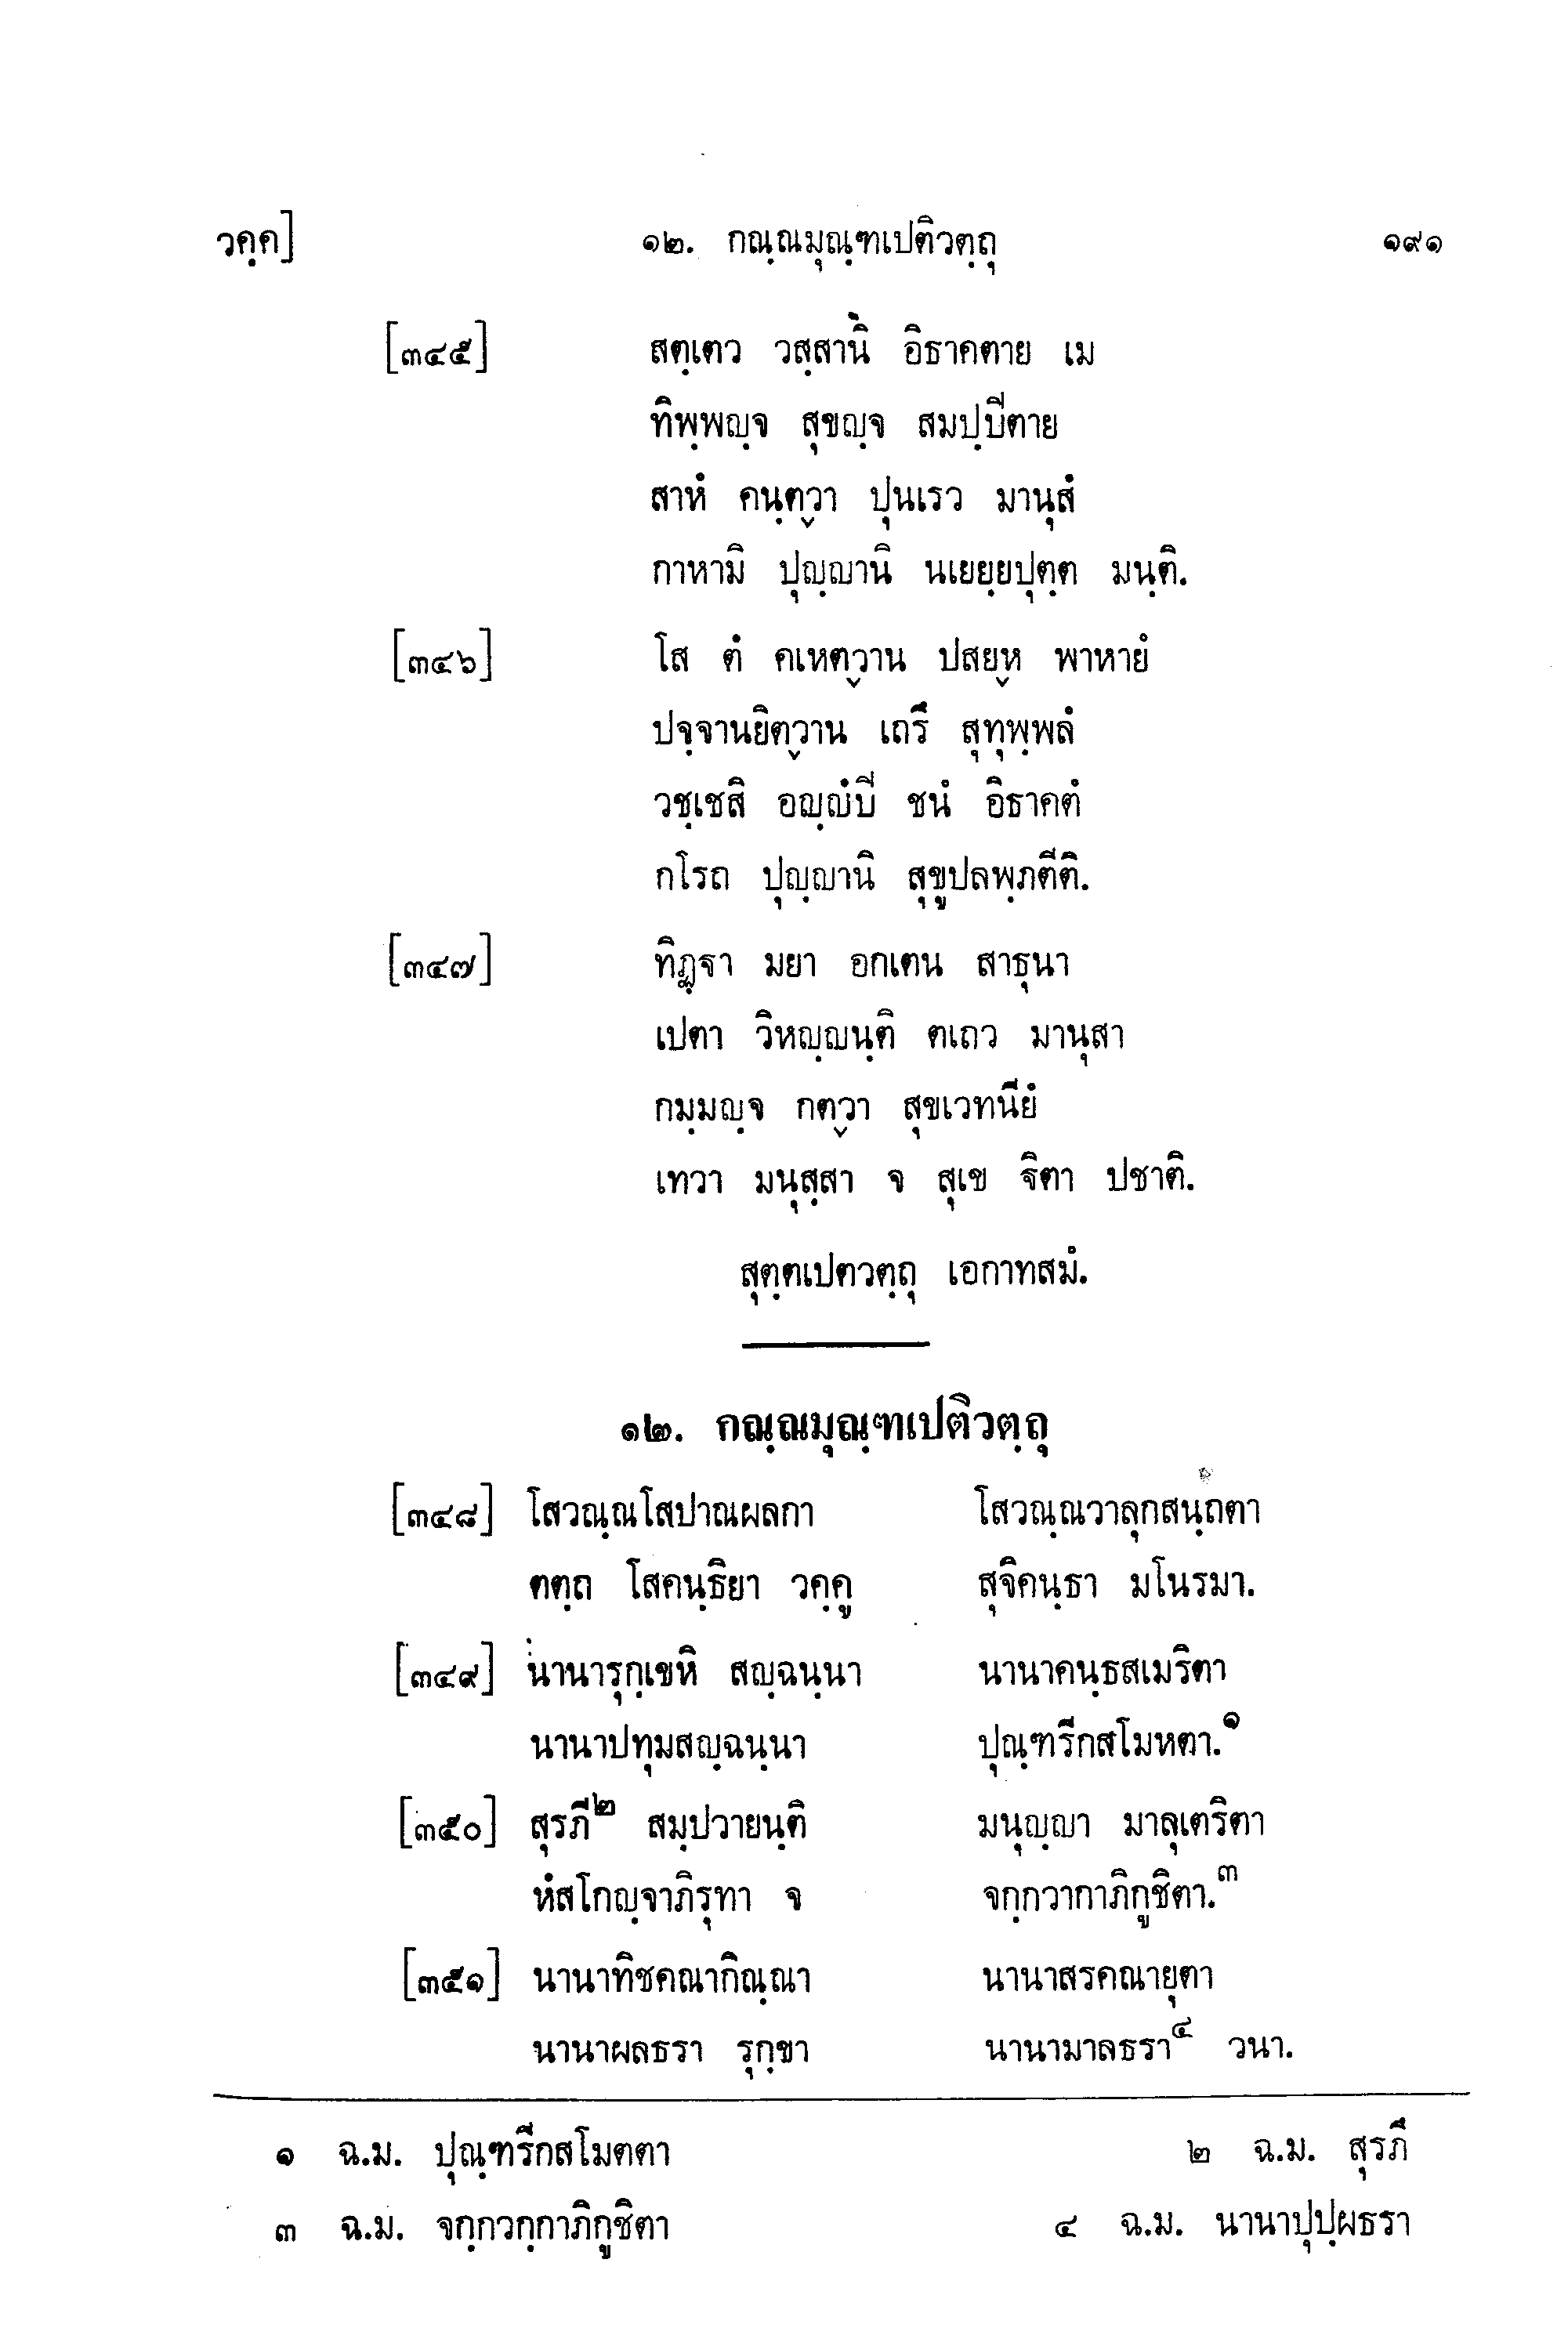 วคฺค] ๑๒. กณฺณมุณฺฑเปติวตฺถุ ๑๙๑
[๓๔๕] สตฺเตว วสฺสานิ อิธาคตาย เม
ทิพฺพญฺจ สุขญฺจ สมปฺปิตาย
สาหํ คนฺตฺวา ปุนเรว มานุสํ
กาหามิ ปุญฺญานิ นเยยฺยปุตฺต มนฺติ.
[๓๔๖] โส ตํ คเหตฺวาน ปสยฺห พาหายํ
ปจฺจานยิตฺวาน เถรึ สุทุพฺพลํ
วชฺเชสิ อญฺญํปิ ชนํ อิธาคตํ
กโรถ ปุญฺญานิ สุขูปลพฺภตีติ.
[๓๔๗] ทิฏฺฐา มยา อกเตน สาธุนา
เปตา วิหญฺญนฺติ ตเถว มานุสา
กมฺมญฺจ กตฺวา สุขเวทนียํ
เทวา มนุสฺสา จ สุเข ฐิตา ปชาติ.
สุตฺตเปตวตฺถุ เอกาทสมํ.
๑๒. กณฺณมุณฺฑเปติวตฺถุ
[๓๔๘] โสวณฺณโสปาณผลกา โสวณฺณวาลุกสนฺถตา
ตตฺถ โสคนฺธิยา วคฺคู สุจิคนฺธา มโนรมา.
[๓๔๙] นานารุกฺเขหิ สญฺฉนฺนา นานาคนฺธสเมริตา
นานาปทุมสญฺฉนฺนา ปุณฺฑรีกสโมหตา.๑
[๓๕๐] สุรภี๒ สมฺปวายนฺติ มนุญฺญา มาลุเตริตา
หํสโกญฺจาภิรุทา จ จกฺกวากาภิกูชิตา.๓
[๓๕๑] นานาทิชคณากิณฺณา นานาสรคณายุตา
นานาผลธรา รุกฺขา นานามาลธรา๔ วนา.
๑ ฉ.ม. ปุณฺฑรีกสโมตตา ๒ ฉ.ม. สุรภึ
๓ ฉ.ม. จกฺกวกฺกาภิกูชิตา ๔ ฉ.ม. นานาปุปฺผธรา